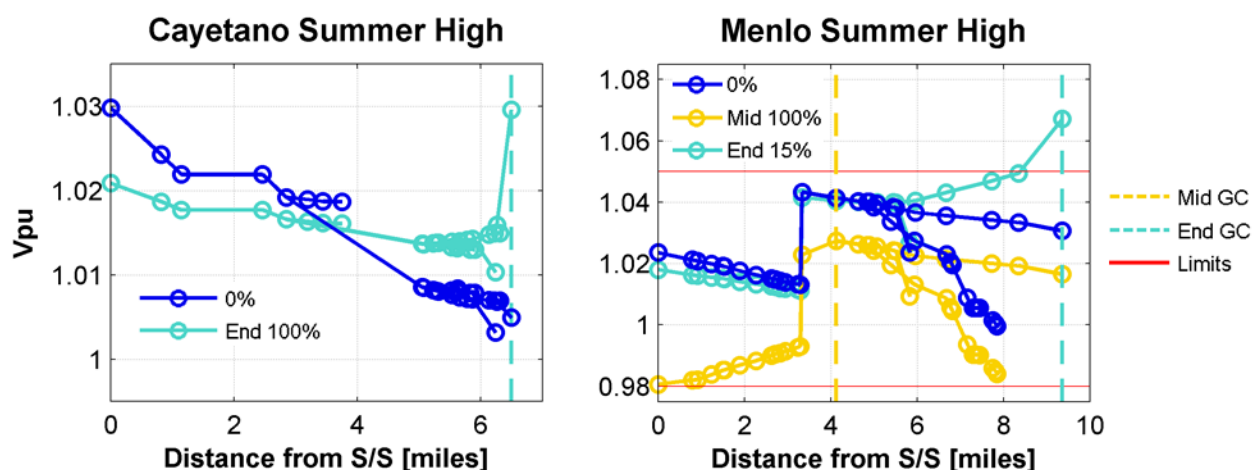 Cayetano Summer High
Vpu
1.03
1.02
1.01
1
0%
End 100%
0
2
4
6
Distance from S/S [miles]
Menlo Summer High
1.08
1.06
1.04
1.02
1
0.98
0%
Mid 100%
End 15%
0
2
4
6
8
10
Distance from S/S [miles]
Mid GC
End GC
Limits